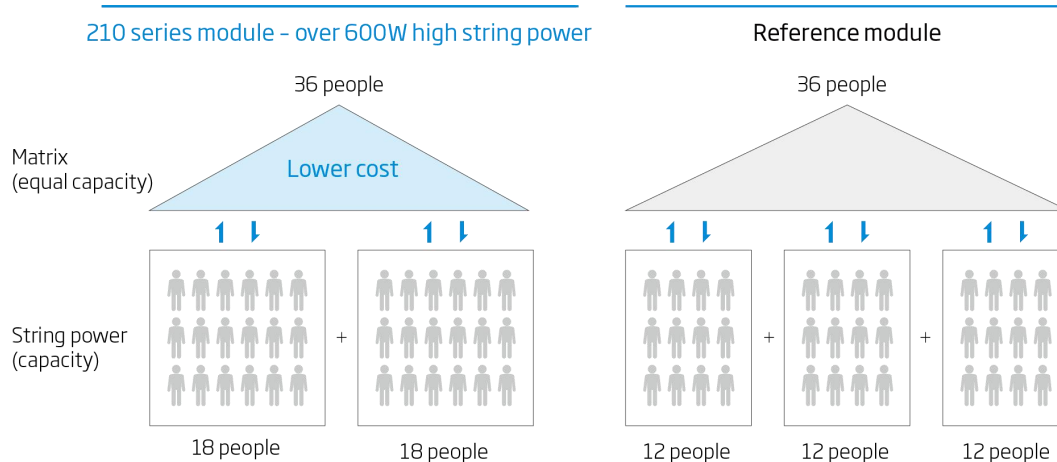 210 series module – over 600W high string power
Reference module
36 people
36 people
Matrix
(equal capacity)
Lower cost
String power
(capacity)
+
+
+
18 people
18 people
12 people
12 people
12 people